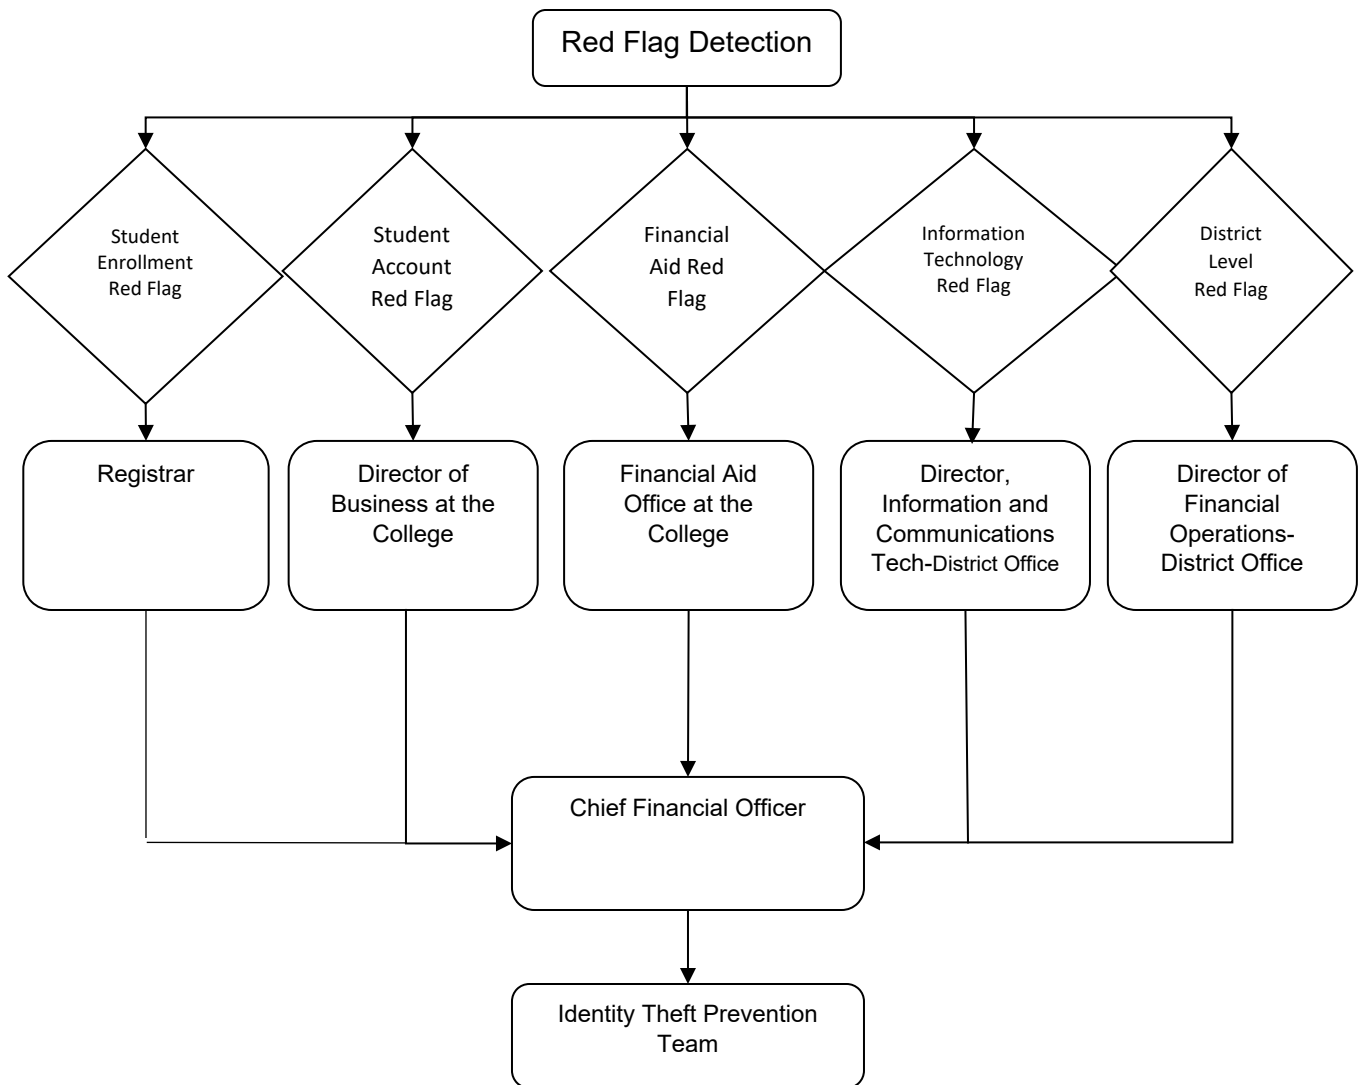 Red Flag Detection
Student
Enrollment
Red Flag
Student
Account
Red Flag
Financial
Aid Red
Flag
Information
Technology
Red Flag
District
Level
Red Flag
Registrar
Director of
Business at the
College
Financial Aid
Office at the
College
Director,
Information and
Communications
Tech-District Office
Director of
Financial
Operations-
District Office
Chief Financial Officer
Identity Theft Prevention
Team